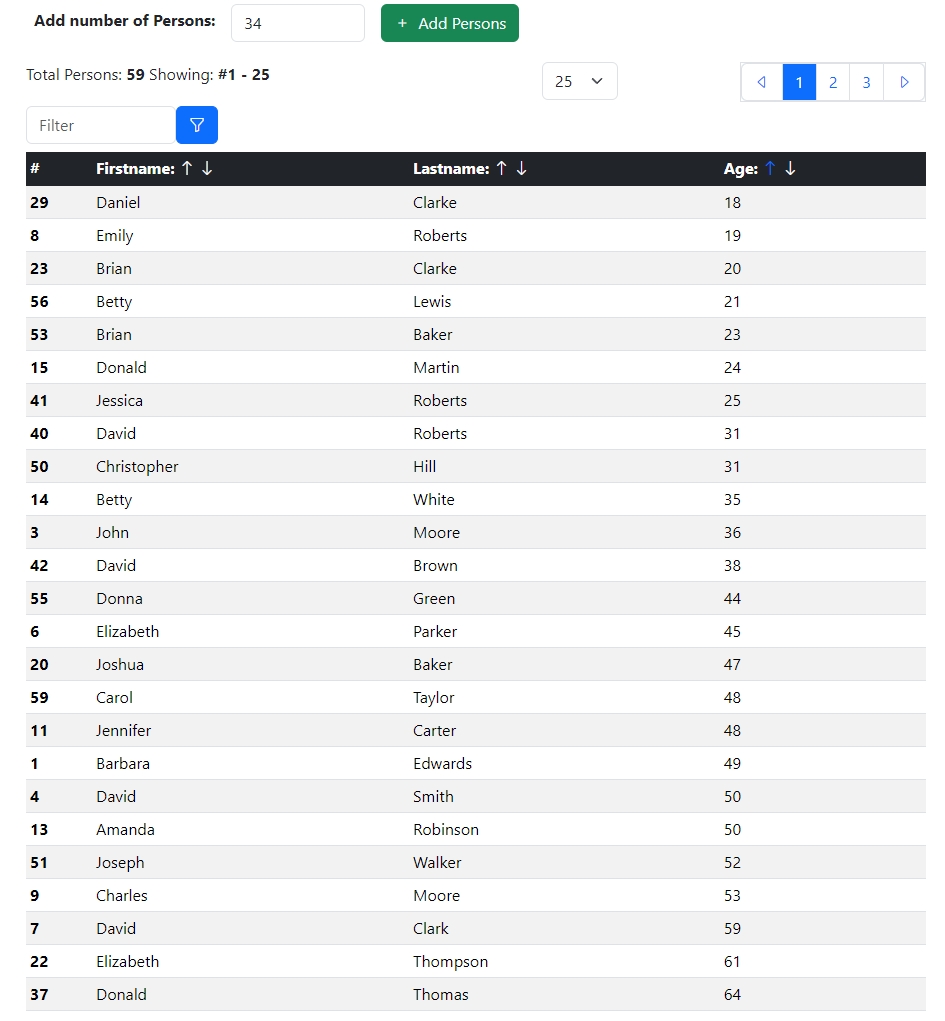 Add number of Persons: 34 + Add Persons
Total Persons: 59 Showing: #1 - 25 25 1 2 3
Filter
# Firstname: ↑ ↓ Lastname: ↑ ↓ Age: ↑ ↓
29 Daniel Clarke 18
8 Emily Roberts 19
23 Brian Clarke 20
56 Betty Lewis 21
53 Brian Baker 23
15 Donald Martin 24
41 Jessica Roberts 25
40 David Roberts 31
50 Christopher Hill 31
14 Betty White 35
3 John Moore 36
42 David Brown 38
55 Donna Green 44
6 Elizabeth Parker 45
20 Joshua Baker 47
59 Carol Taylor 48
11 Jennifer Carter 48
1 Barbara Edwards 49
4 David Smith 50
13 Amanda Robinson 50
51 Joseph Walker 52
9 Charles Moore 53
7 David Clark 59
22 Elizabeth Thompson 61
37 Donald Thomas 64